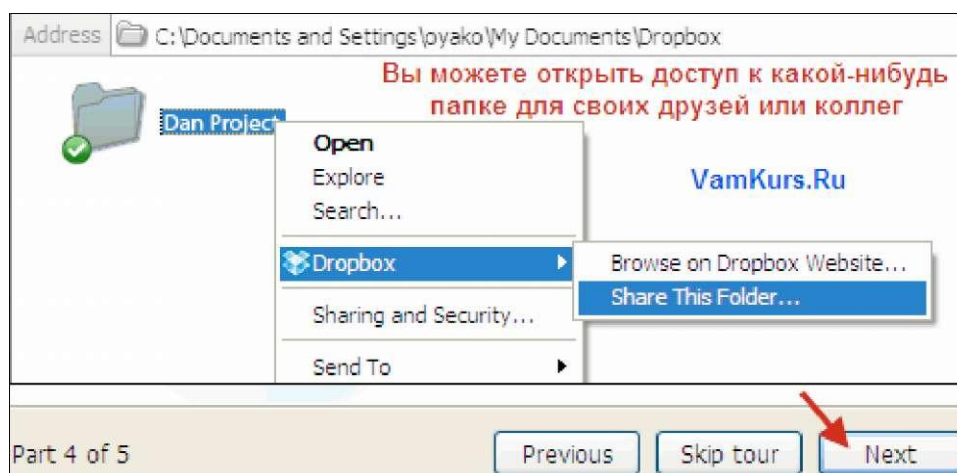 Address C:\Documents and Settings\oyako\My Documents\Dropbox
Вы можете открыть доступ к какой-нибудь
папке для своих друзей или коллег
Dan Project
VamKurs.Ru
Open
Explore
Search...
Dropbox
Browse on Dropbox Website...
Share This Folder...
Sharing and Security...
Send To
Part 4 of 5
Previous
Skip tour
Next